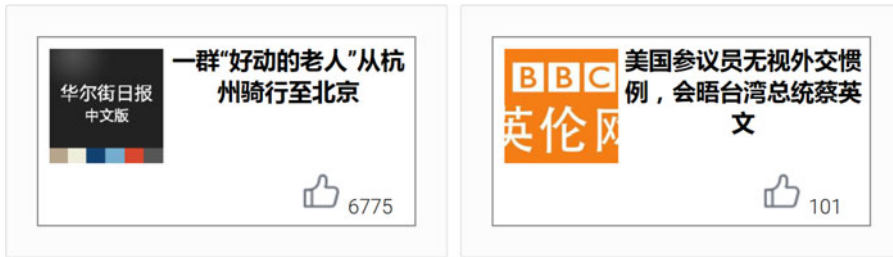 华尔街日报
中文版
一群“好动的老人”从杭
州骑行至北京
6775
BBC
英伦网
美国参议员无视外交惯
例，会晤台湾总统蔡英
文
101